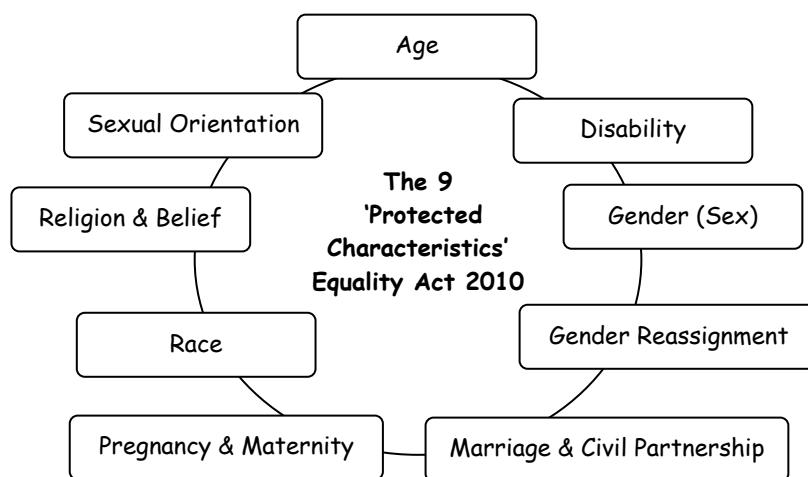 Age
Sexual Orientation
Disability
The 9
‘Protected
Characteristics’
Equality Act 2010
Religion & Belief
Gender (Sex)
Race
Gender Reassignment
Pregnancy & Maternity
Marriage & Civil Partnership